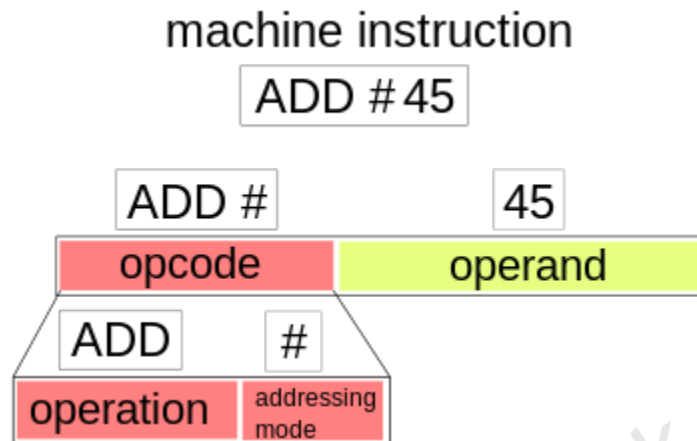 machine instruction
ADD # 45
ADD # 45
opcode operand
ADD #
operation addressing
mode